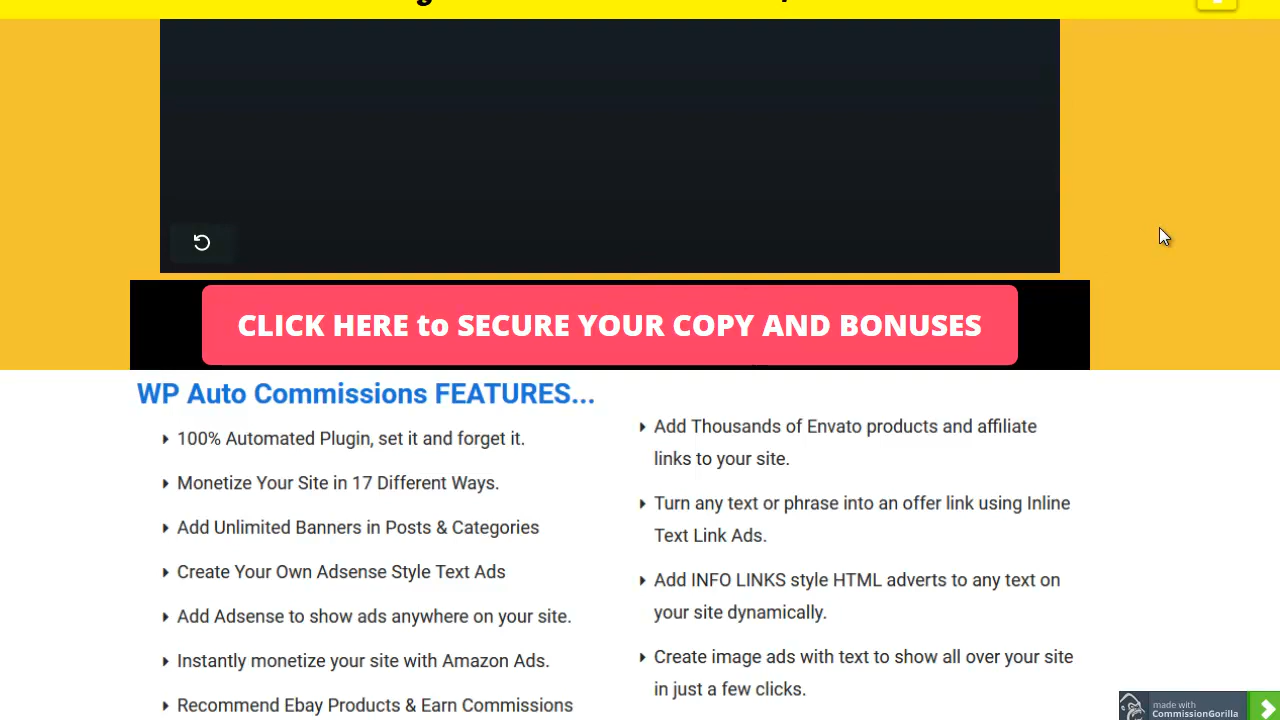 CLICK HERE to SECURE YOUR COPY AND BONUSES
WP Auto Commissions FEATURES...
100% Automated Plugin, set it and forget it.
Monetize Your Site in 17 Different Ways.
Add Unlimited Banners in Posts & Categories
Create Your Own Adsense Style Text Ads
Add Adsense to show ads anywhere on your site.
Instantly monetize your site with Amazon Ads.
Recommend Ebay Products & Earn Commissions
Add Thousands of Envato products and affiliate
links to your site.
Turn any text or phrase into an offer link using Inline
Text Link Ads.
Add INFO LINKS style HTML adverts to any text on
your site dynamically.
Create image ads with text to show all over your site
in just a few clicks.
made with
CommissionGorilla